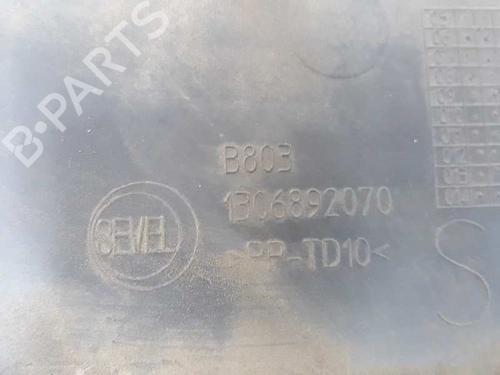 B-PARTS
B803
1306892070
SEVEL
>PP-TD10<
S